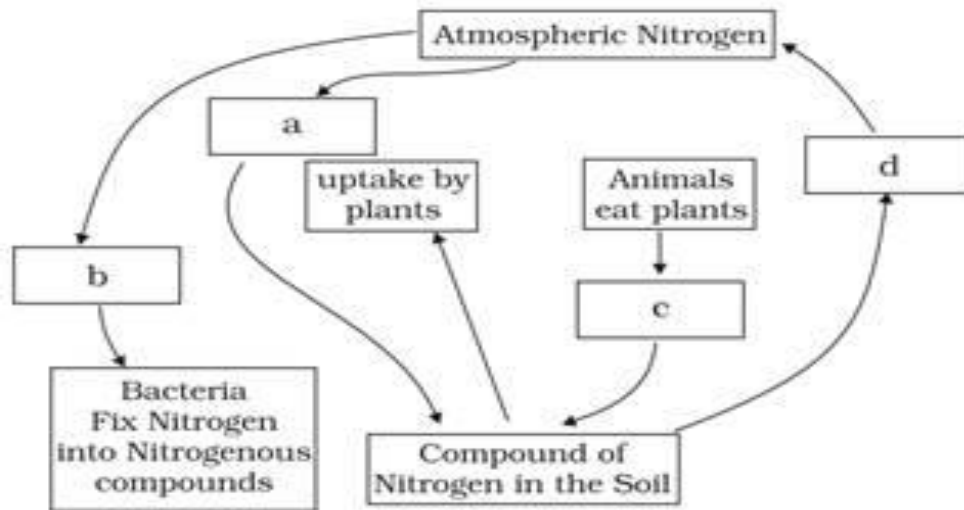 Atmospheric Nitrogen
a
uptake by
plants
Animals
eat plants
d
b
c
Bacteria
Fix Nitrogen
into Nitrogenous
compounds
Compound of
Nitrogen in the Soil